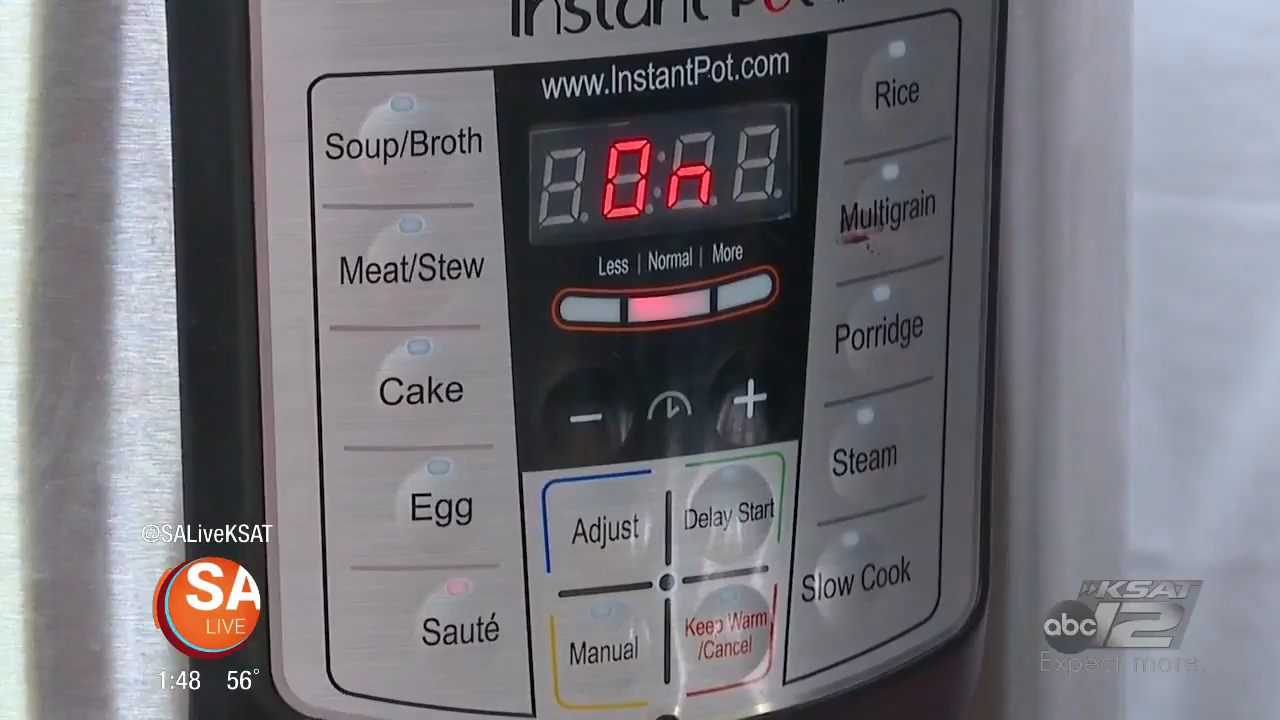 Instant Pot
www.InstantPot.com
Soup/Broth
Meat/Stew
Cake
Egg
Sauté
On
Less | Normal | More
- +
Adjust
Delay Start
Manual
Keep Warm
/Cancel
Rice
Multigrain
Porridge
Steam
Slow Cook
@SALiveKSAT
SA
LIVE
1:48 56°
KSAT
abc 12
Expect more.